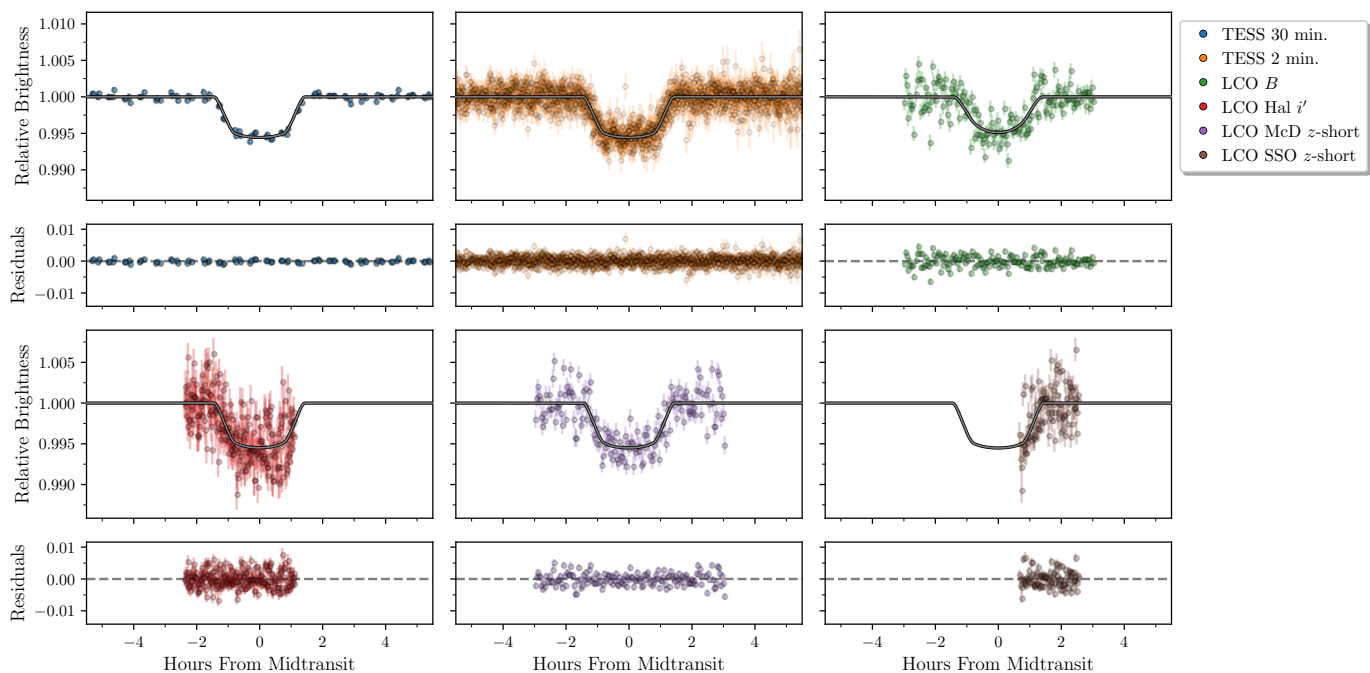 1.010
1.005
1.000
0.995
0.990
Relative Brightness
TESS 30 min.
TESS 2 min.
LCO B
LCO Hal i′
LCO McD z-short
LCO SSO z-short
0.01
0.00
−0.01
Residuals
1.005
1.000
0.995
0.990
Relative Brightness
0.01
0.00
−0.01
Residuals
−4 −2 0 2 4
−4 −2 0 2 4
−4 −2 0 2 4
Hours From Midtransit
Hours From Midtransit
Hours From Midtransit